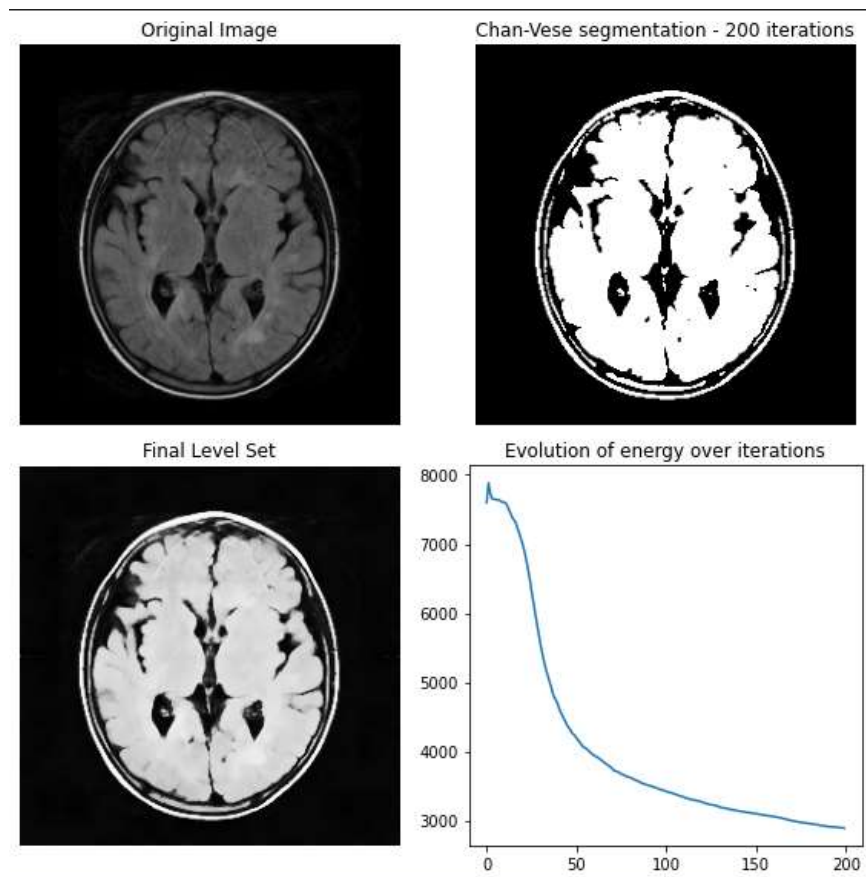 Original Image
Chan-Vese segmentation - 200 iterations
Final Level Set
Evolution of energy over iterations
8000
7000
6000
5000
4000
3000
0
50
100
150
200